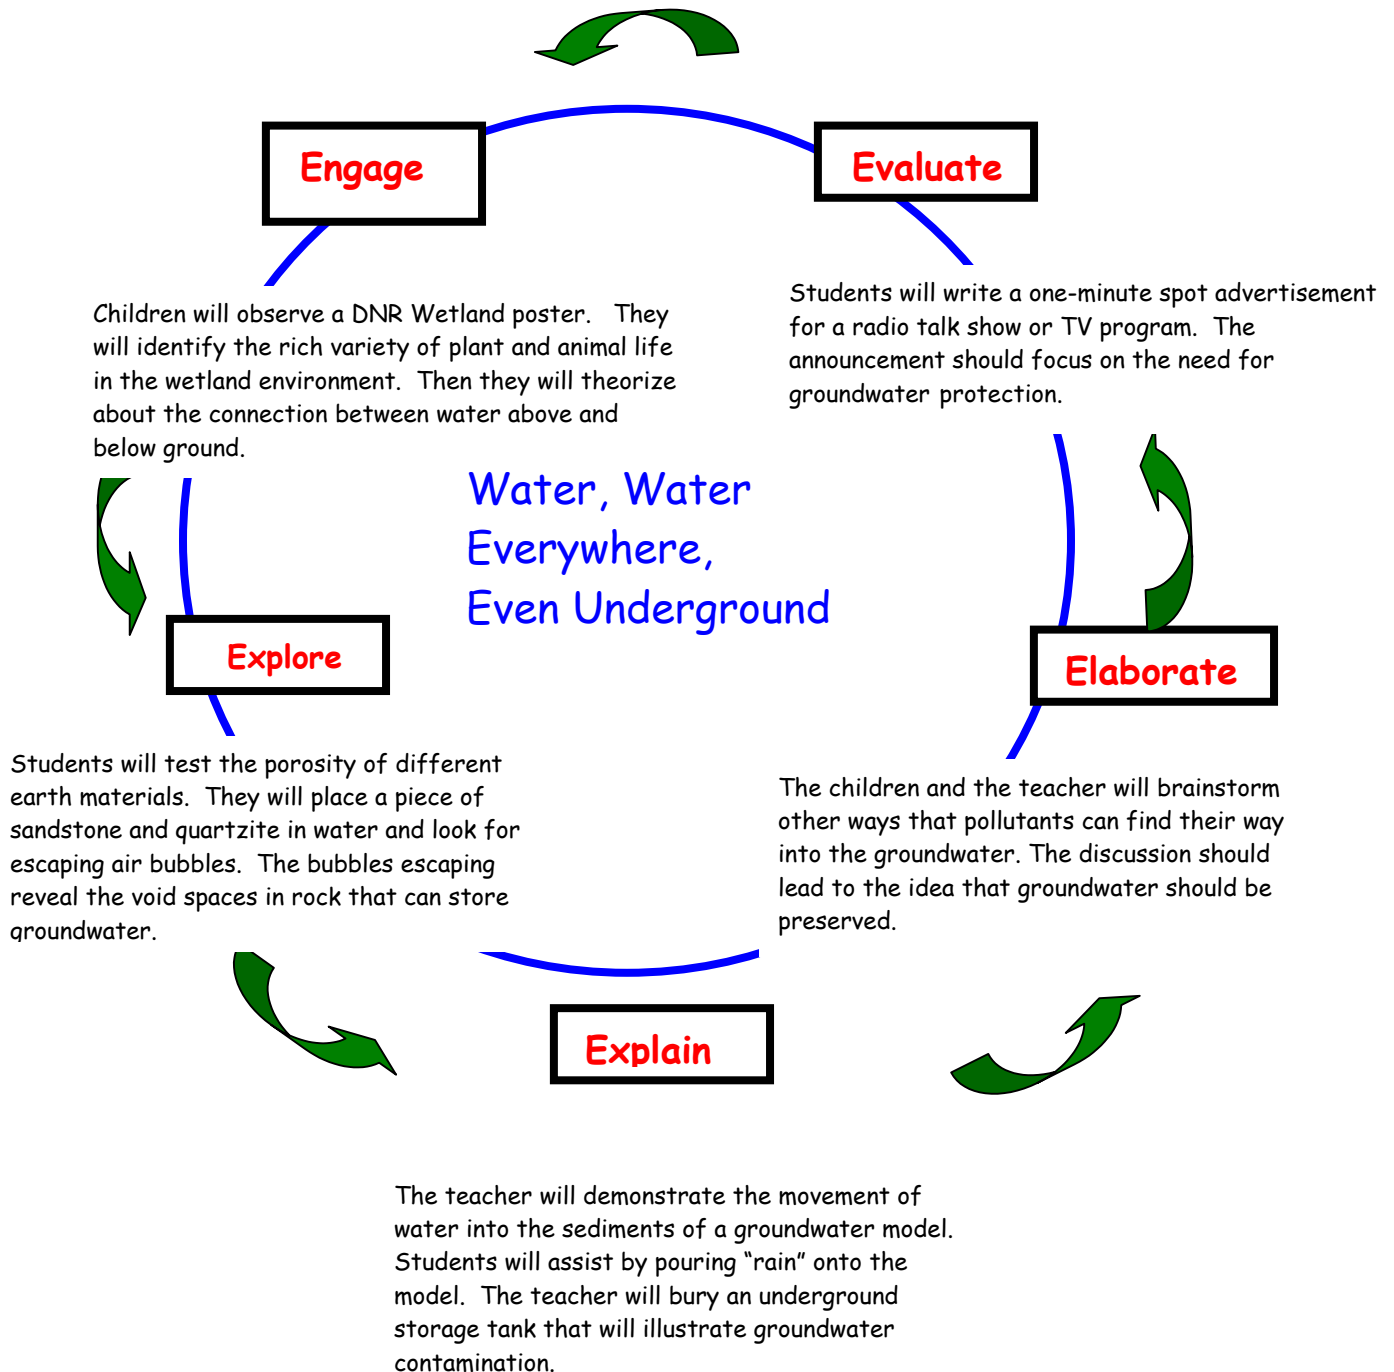 Engage
Evaluate
Children will observe a DNR Wetland poster.   They
will identify the rich variety of plant and animal life
in the wetland environment.  Then they will theorize
about the connection between water above and
below ground.
Students will write a one-minute spot advertisement
for a radio talk show or TV program.  The
announcement should focus on the need for
groundwater protection.
Water, Water
Everywhere,
Even Underground
Explore
Elaborate
Students will test the porosity of different
earth materials.  They will place a piece of
sandstone and quartzite in water and look for
escaping air bubbles.  The bubbles escaping
reveal the void spaces in rock that can store
groundwater.
The children and the teacher will brainstorm
other ways that pollutants can find their way
into the groundwater. The discussion should
lead to the idea that groundwater should be
preserved.
Explain
The teacher will demonstrate the movement of
water into the sediments of a groundwater model.
Students will assist by pouring “rain” onto the
model.  The teacher will bury an underground
storage tank that will illustrate groundwater
contamination.